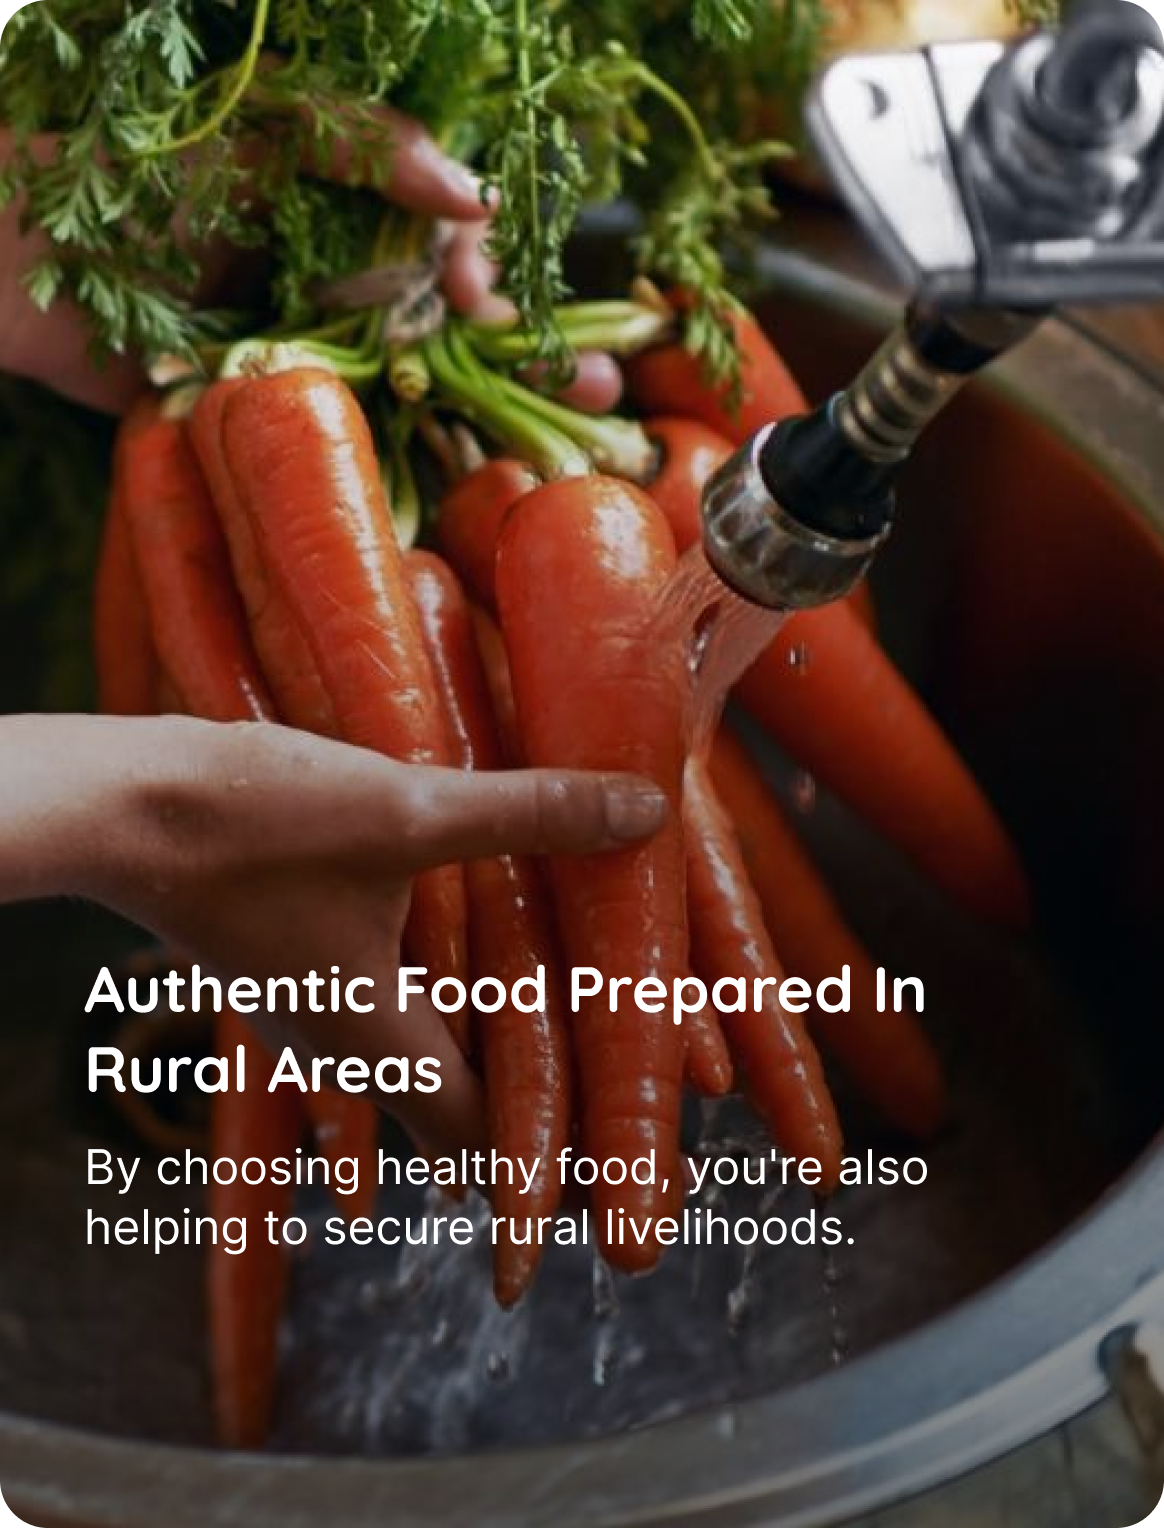 Authentic Food Prepared In
Rural Areas
By choosing healthy food, you're also
helping to secure rural livelihoods.